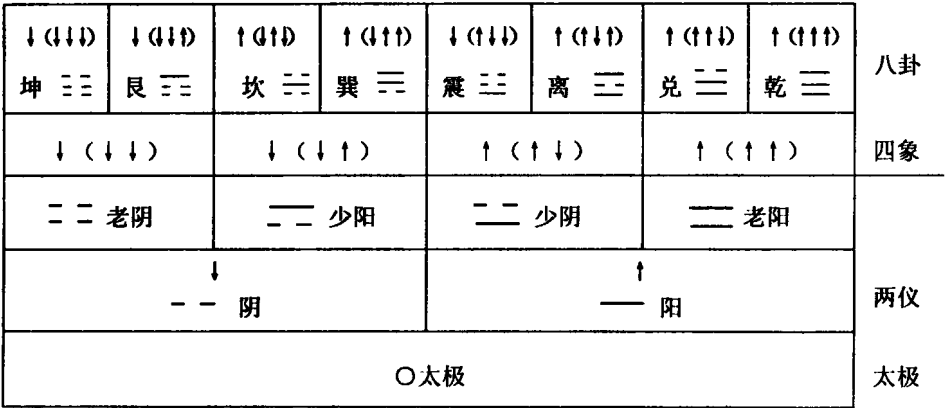 ↓(↓↓↓) ↓(↓↓↑) ↑(↓↑↓) ↑(↓↑↑) ↓(↑↓↓) ↑(↑↓↑) ↑(↑↑↓) ↑(↑↑↑)
坤 ☷ 艮 ☶ 坎 ☵ 巽 ☴ 震 ☳ 离 ☲ 兑 ☱ 乾 ☰ 八卦
↓(↓↓) ↓(↓↑) ↑(↑↓) ↑(↑↑) 四象
⚏ 老阴 ⚎ 少阳 ⚍ 少阴 ⚌ 老阳
↓ ↑
⚋ 阴 ⚊ 阳 两仪
○太极 太极